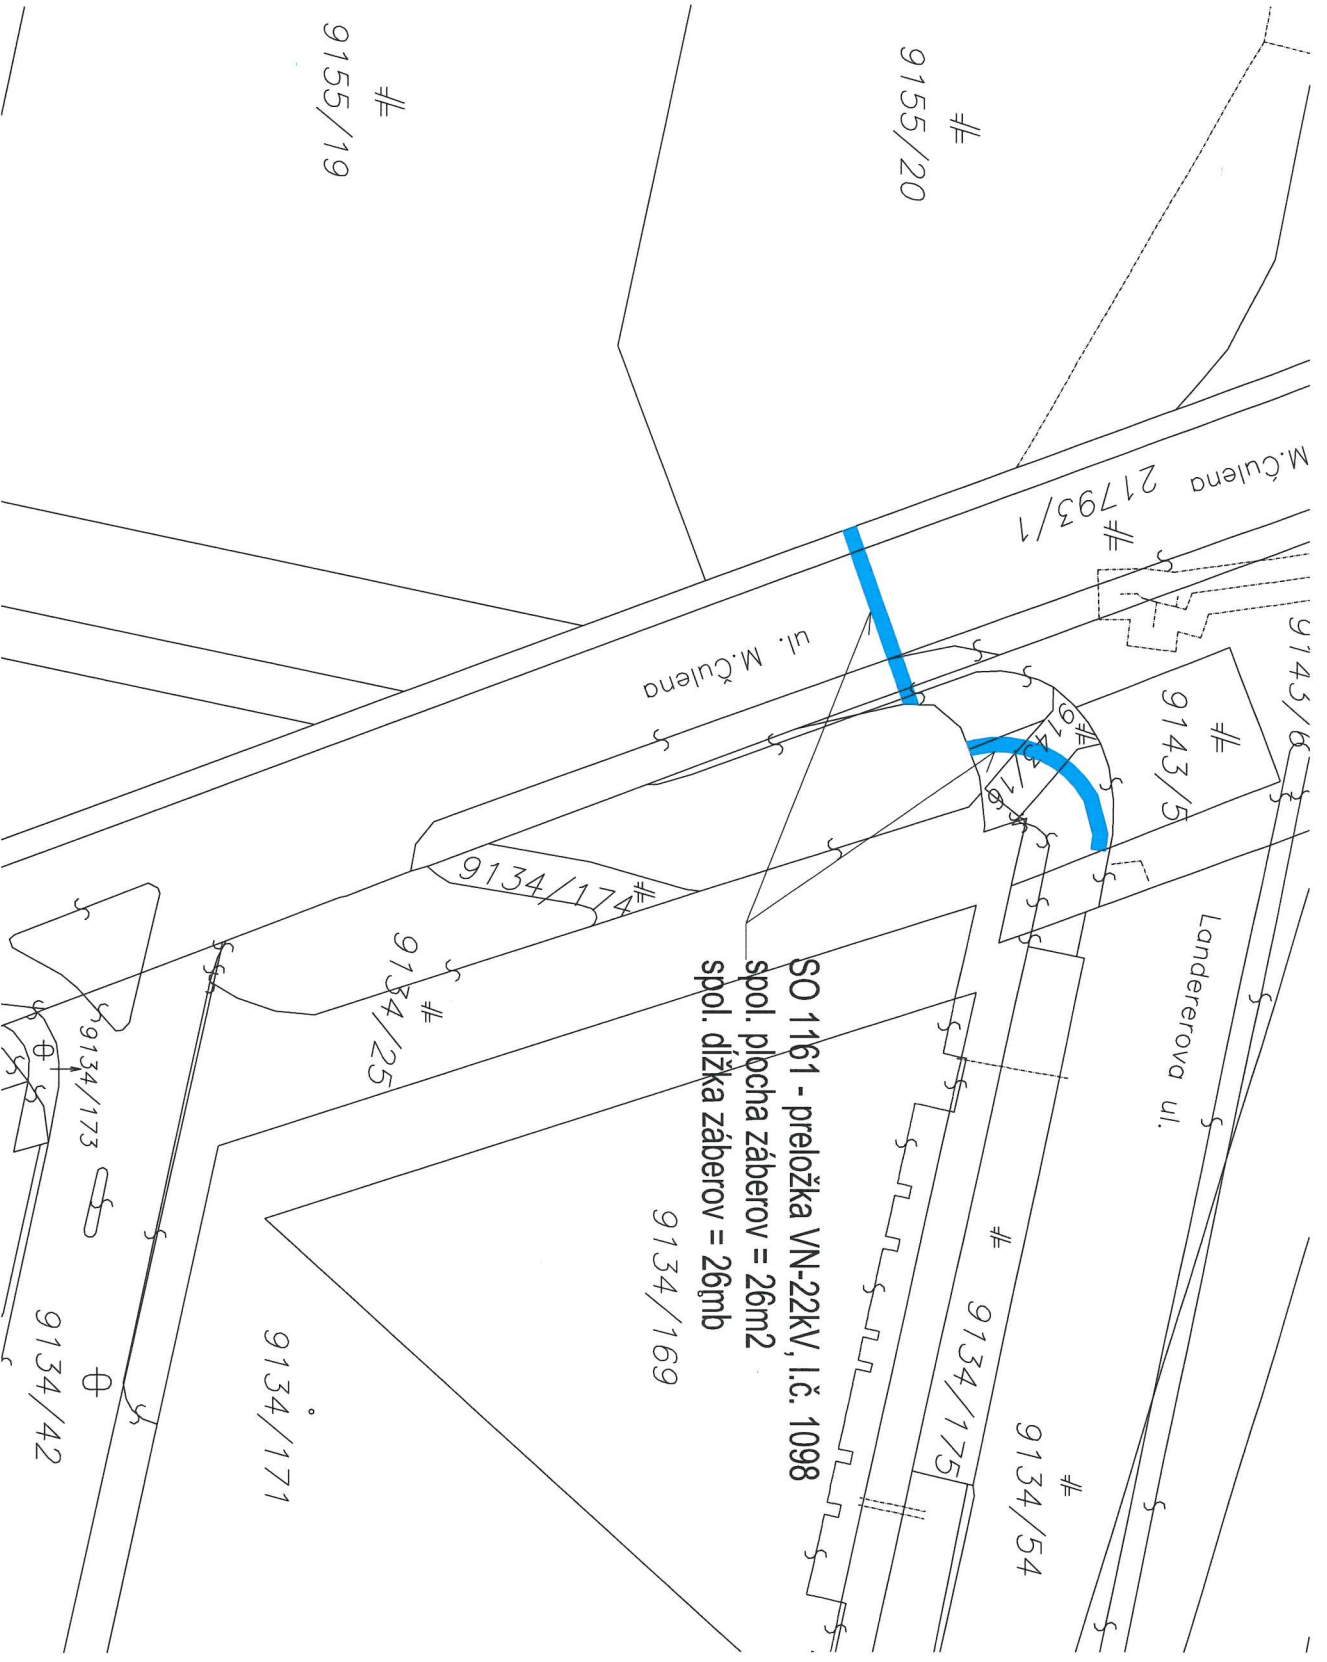 9143/6
M.Čulena
21793/1
9143/5
9155/20
9143/16
Landererova ul.
ul. M.Čulena
9134/54
9134/175
SO 1161 - preložka VN-22kV, l.č. 1098
spol. plocha záberov = 26m2
spol. dĺžka záberov = 26mb
9134/169
9134/174
9155/19
9134/25
9134/171
9134/173
9134/42